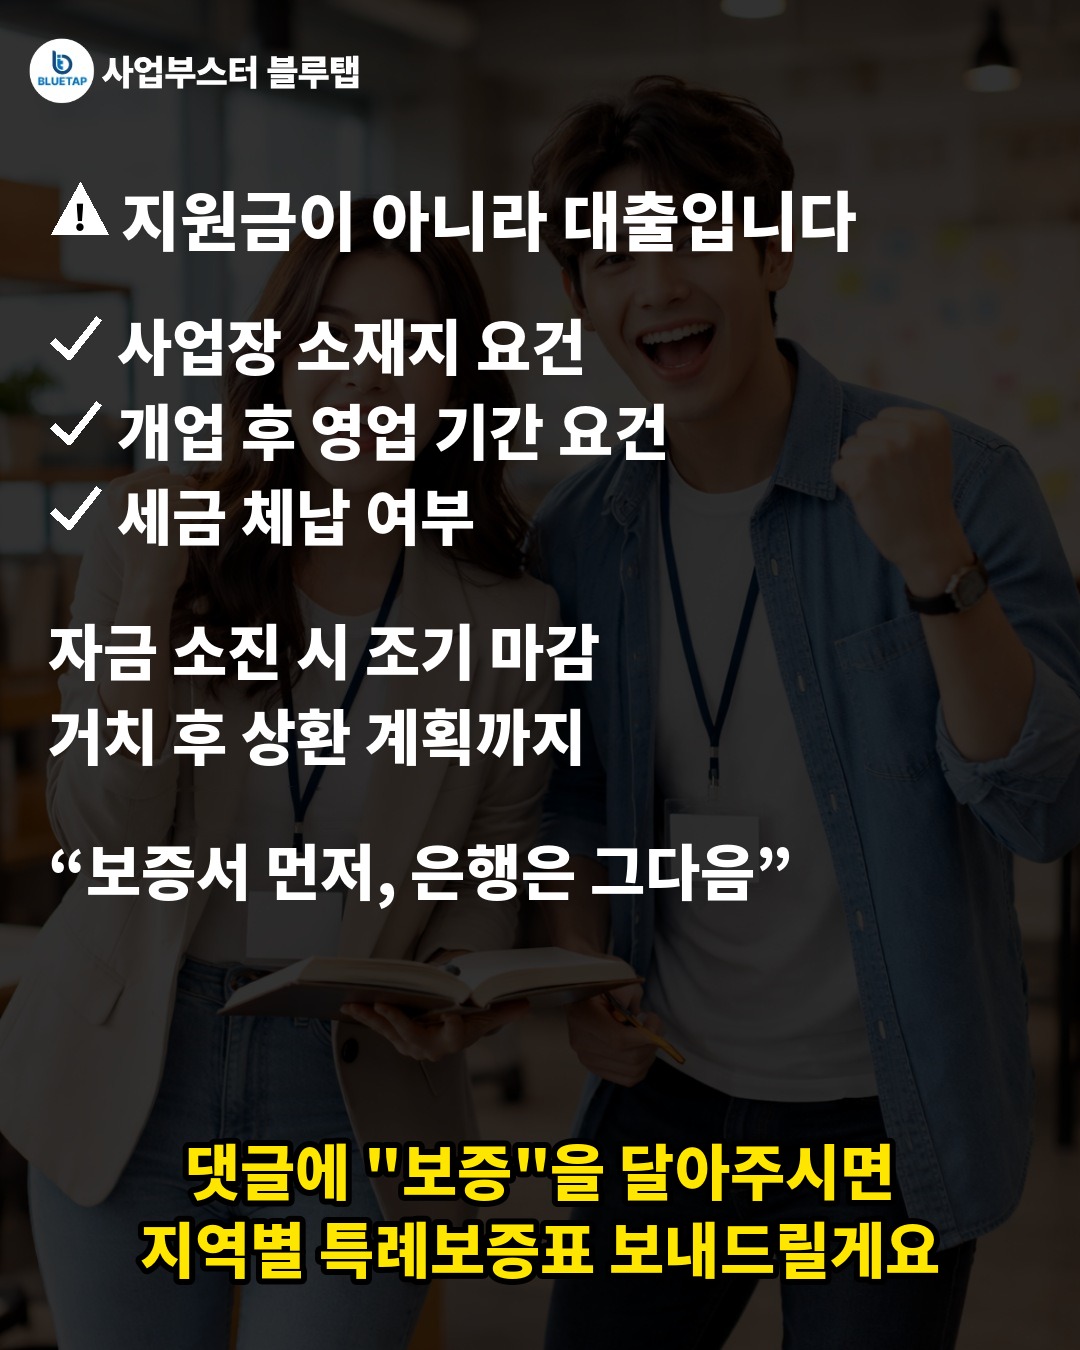 BLUETAP
사업부스터 블루탭
⚠ 지원금이 아니라 대출입니다
✓ 사업장 소재지 요건
✓ 개업 후 영업 기간 요건
✓ 세금 체납 여부
자금 소진 시 조기 마감
거치 후 상환 계획까지
“보증서 먼저, 은행은 그다음”
댓글에 "보증"을 달아주시면
지역별 특례보증표 보내드릴게요